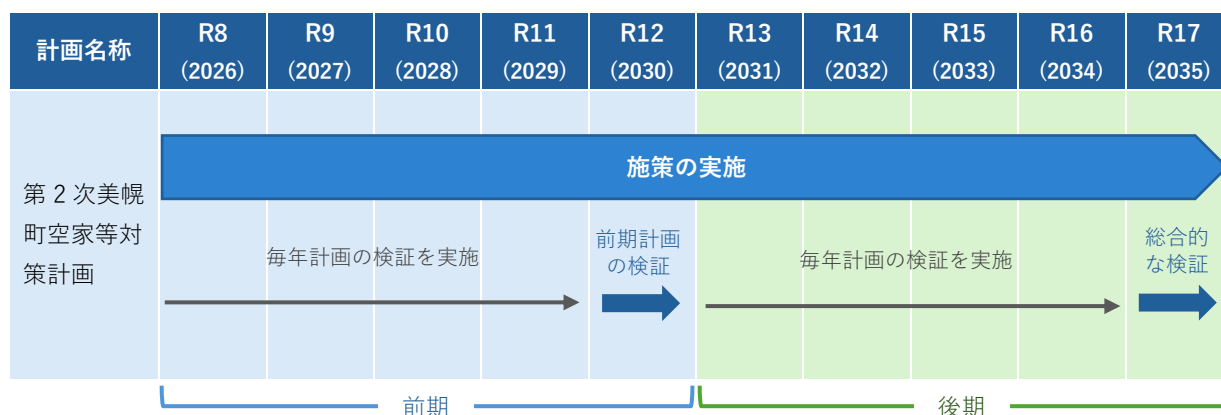 計画名称
R8
(2026)
R9
(2027)
R10
(2028)
R11
(2029)
R12
(2030)
R13
(2031)
R14
(2032)
R15
(2033)
R16
(2034)
R17
(2035)
第2次美幌
町空家等対
策計画
施策の実施
毎年計画の検証を実施
前期計画
の検証
毎年計画の検証を実施
総合的
な検証
前期
後期